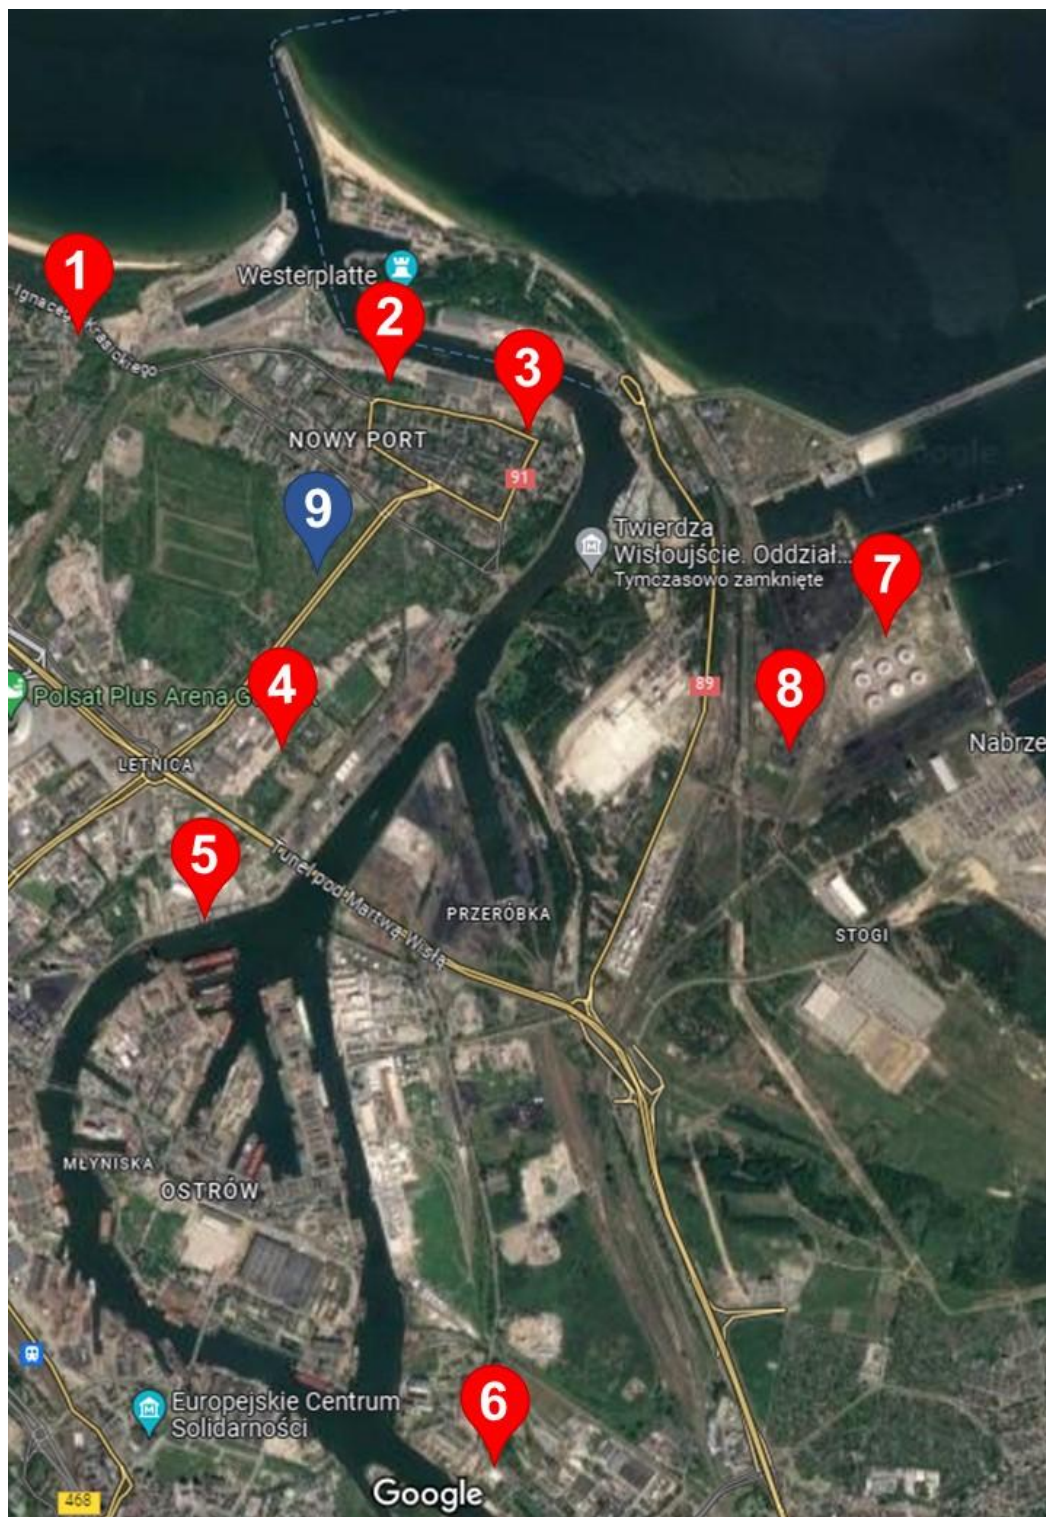 1
Ignacego Krasickiego
Westerplatte
2
3
NOWY PORT
91
9
Twierdza
Wisłoujście. Oddział...
Tymczasowo zamknięte
7
4
8
89
Polsat Plus Arena G
LETNICA
Nabrze
5
Tunel pod Martwą Wisłą
PRZERÓBKA
STOGI
MŁYNISKA
OSTRÓW
6
Europejskie Centrum
Solidarności
468
Google